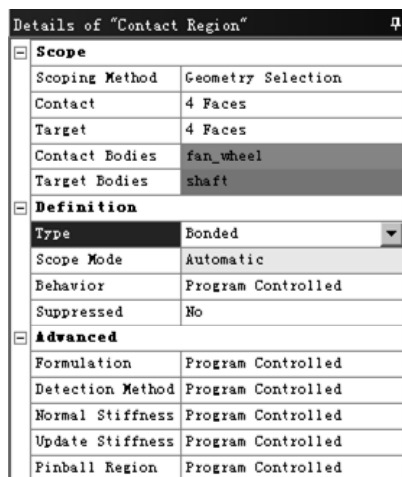 Details of "Contact Region"
Scope
Scoping Method Geometry Selection
Contact 4 Faces
Target 4 Faces
Contact Bodies fan_wheel
Target Bodies shaft
Definition
Type Bonded
Scope Mode Automatic
Behavior Program Controlled
Suppressed No
Advanced
Formulation Program Controlled
Detection Method Program Controlled
Normal Stiffness Program Controlled
Update Stiffness Program Controlled
Pinball Region Program Controlled